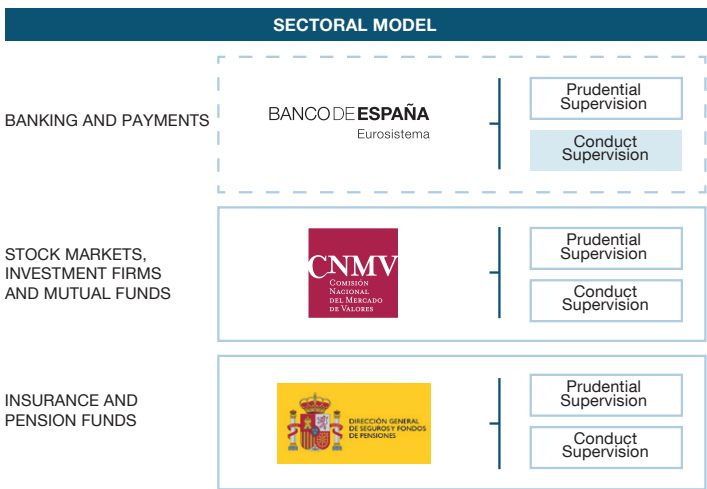 SECTORAL MODEL
BANKING AND PAYMENTS
BANCO DE ESPAÑA
Eurosistema
Prudential
Supervision
Conduct
Supervision
STOCK MARKETS,
INVESTMENT FIRMS
AND MUTUAL FUNDS
CNMV
COMISIÓN
NACIONAL
DEL MERCADO
DE VALORES
Prudential
Supervision
Conduct
Supervision
INSURANCE AND
PENSION FUNDS
DIRECCIÓN GENERAL
DE SEGUROS Y FONDOS
DE PENSIONES
Prudential
Supervision
Conduct
Supervision